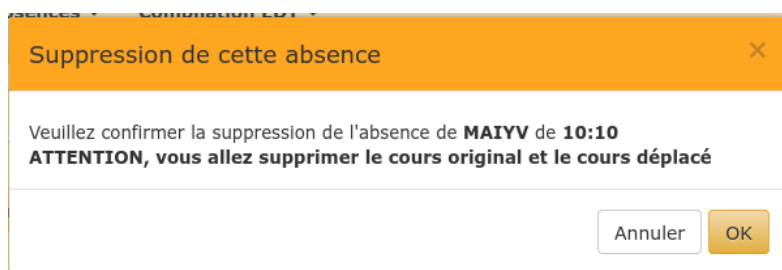 Suppression de cette absence ×
Veuillez confirmer la suppression de l'absence de MAIYV de 10:10
ATTENTION, vous allez supprimer le cours original et le cours déplacé
Annuler OK